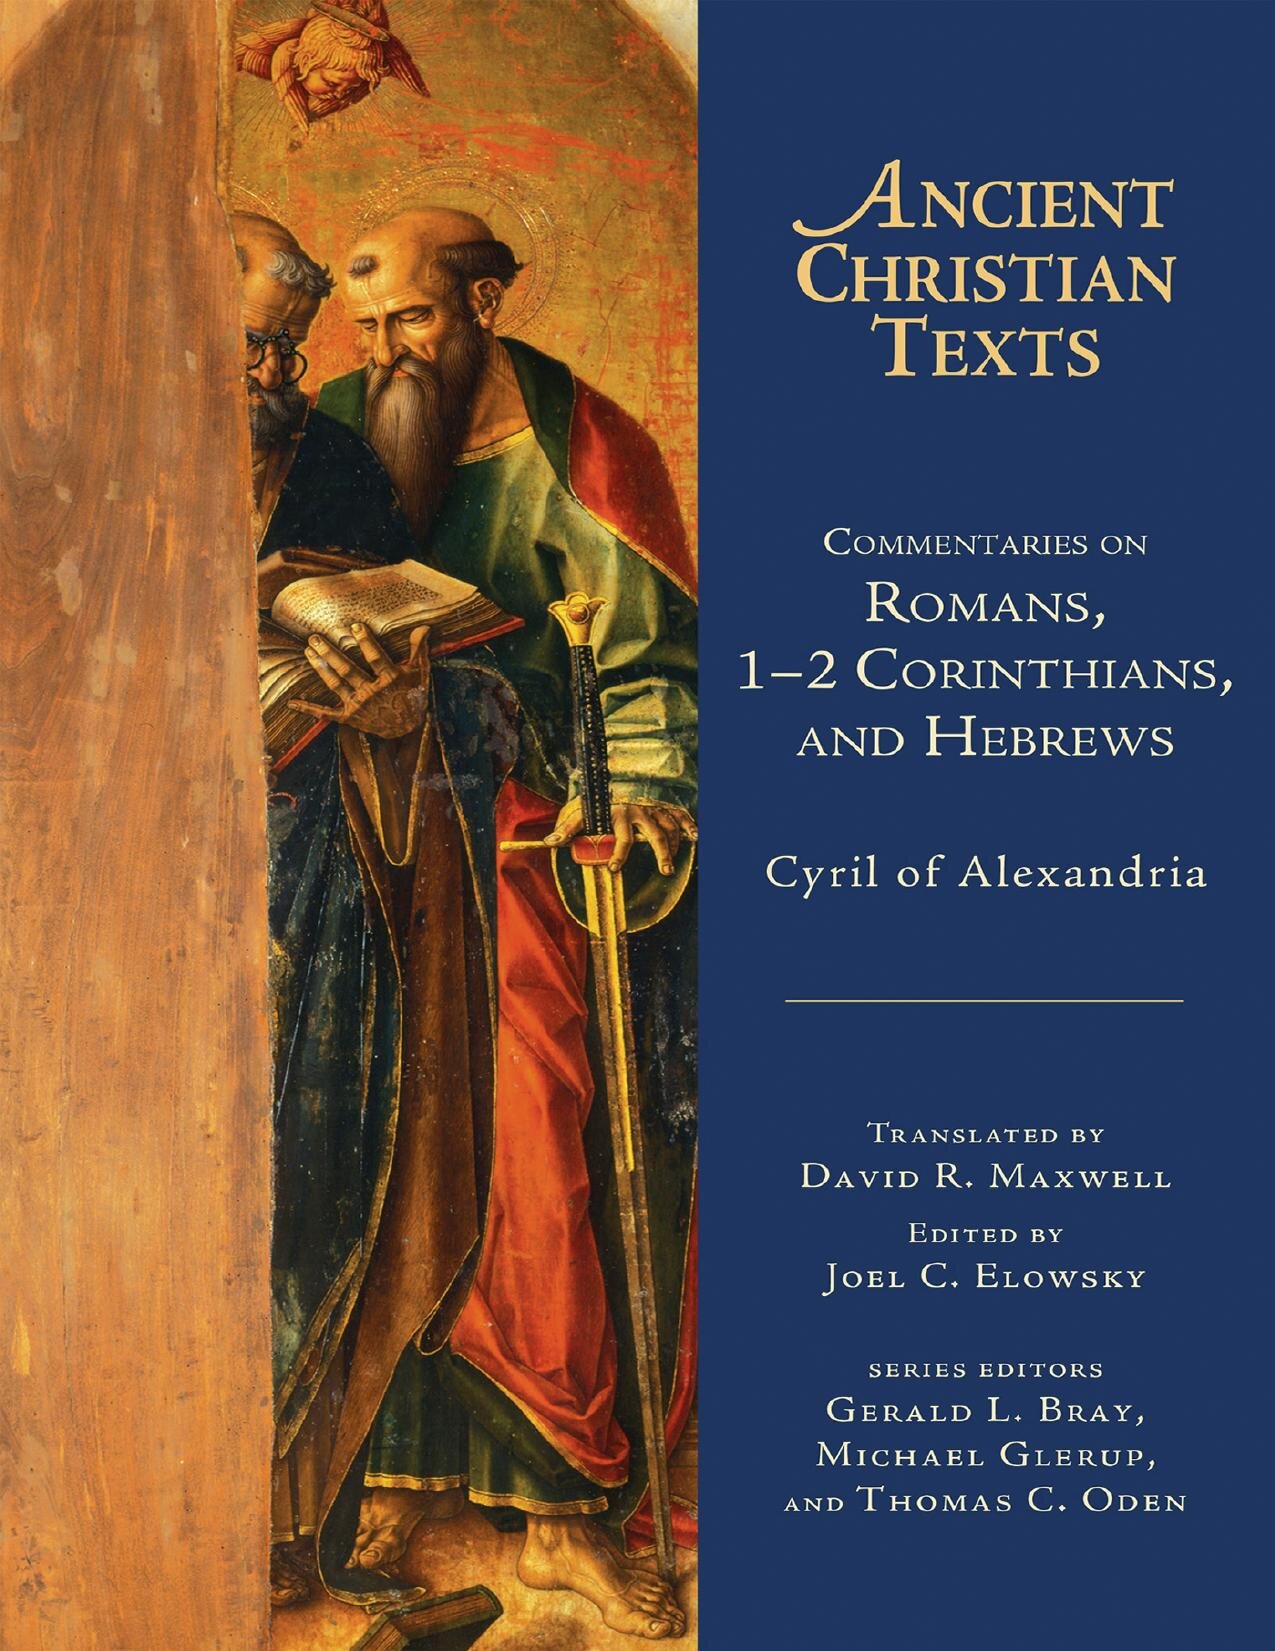 Ancient
Christian
Texts
Commentaries on
Romans,
1–2 Corinthians,
and Hebrews
Cyril of Alexandria
Translated by
David R. Maxwell
Edited by
Joel C. Elowsky
series editors
Gerald L. Bray,
Michael Glerup,
and Thomas C. Oden